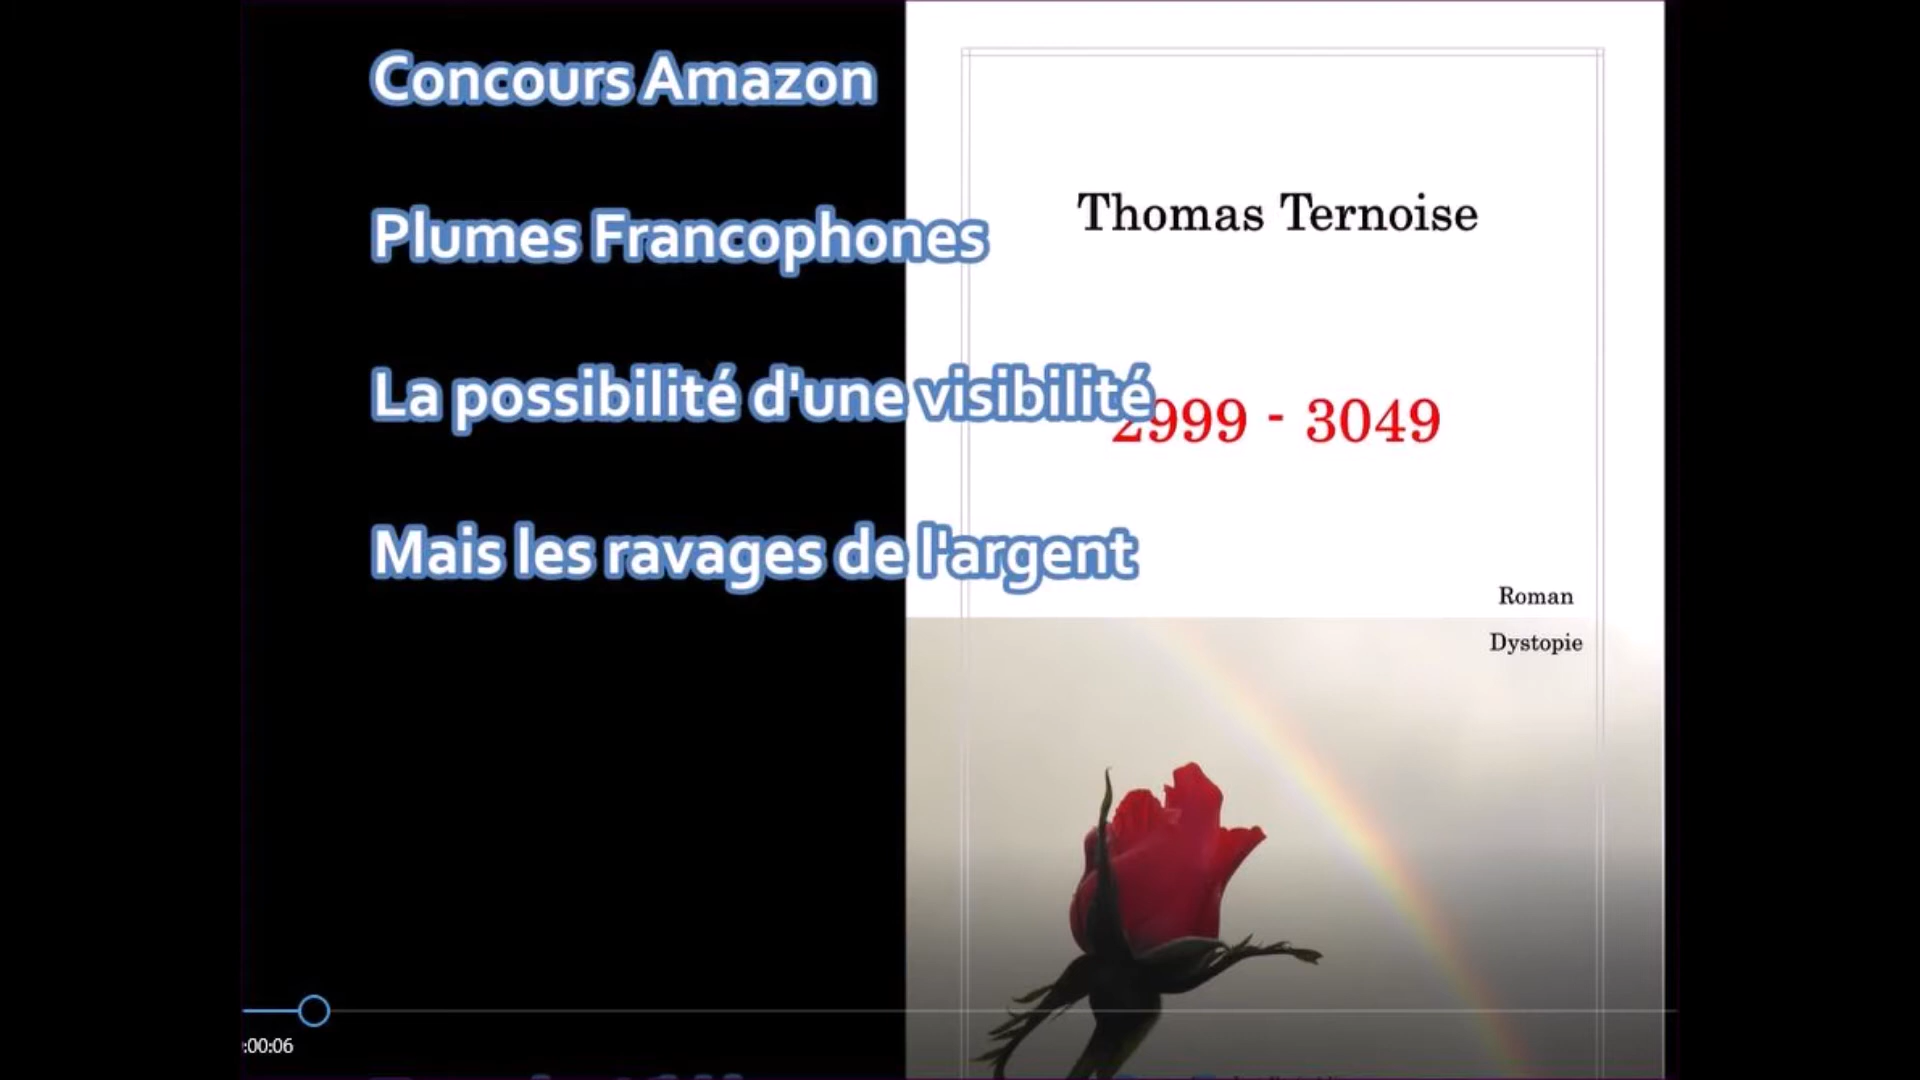 Concours Amazon
Plumes Francophones
La possibilité d'une visibilité
Mais les ravages de l'argent
Thomas Ternoise
2999 - 3049
Roman
Dystopie
:00:06